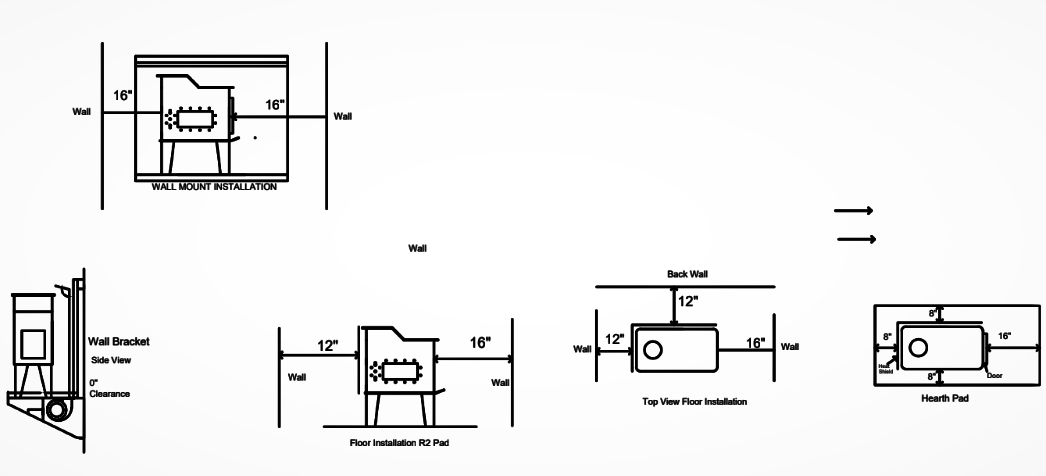 16"
16"
Wall
Wall
WALL MOUNT INSTALLATION
Wall
Wall Bracket
Side View
0"
Clearance
12"
16"
Wall
Wall
Floor Installation R2 Pad
Back Wall
12"
12"
16"
Wall
Wall
Top View Floor Installation
8"
8"
16"
Heat
Shield
8"
Door
Hearth Pad